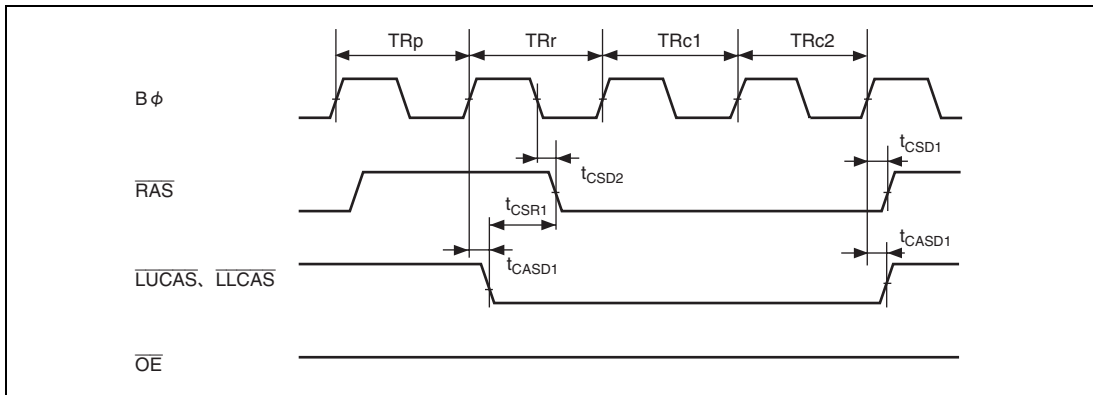 TRp TRr TRc1 TRc2
Bφ
tCSD1
RAS
tCSD2
tCSR1
tCASD1
LUCAS、LLCAS
tCASD1
OE